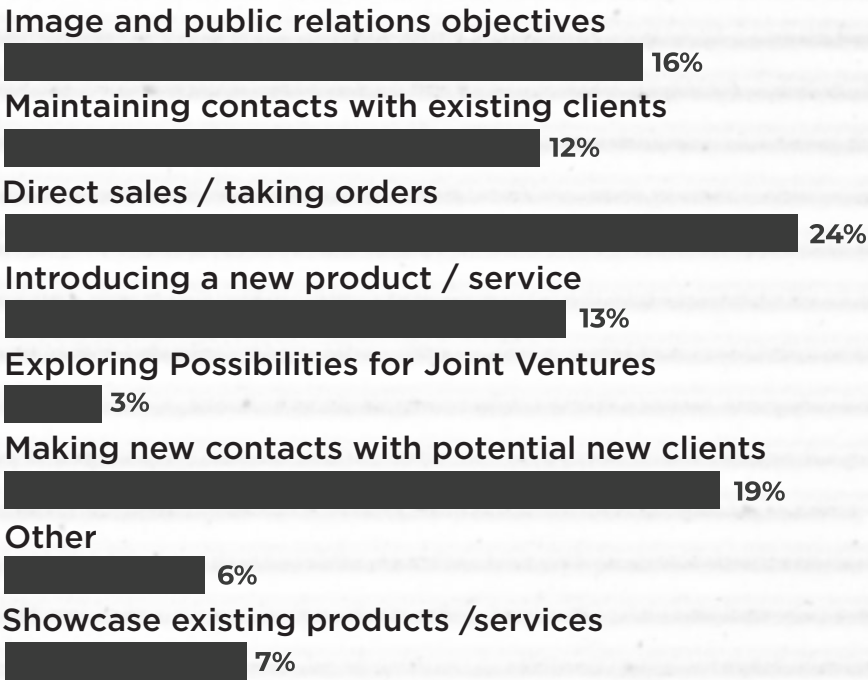 Image and public relations objectives
16%
Maintaining contacts with existing clients
12%
Direct sales / taking orders
24%
Introducing a new product / service
13%
Exploring Possibilities for Joint Ventures
3%
Making new contacts with potential new clients
19%
Other
6%
Showcase existing products /services
7%